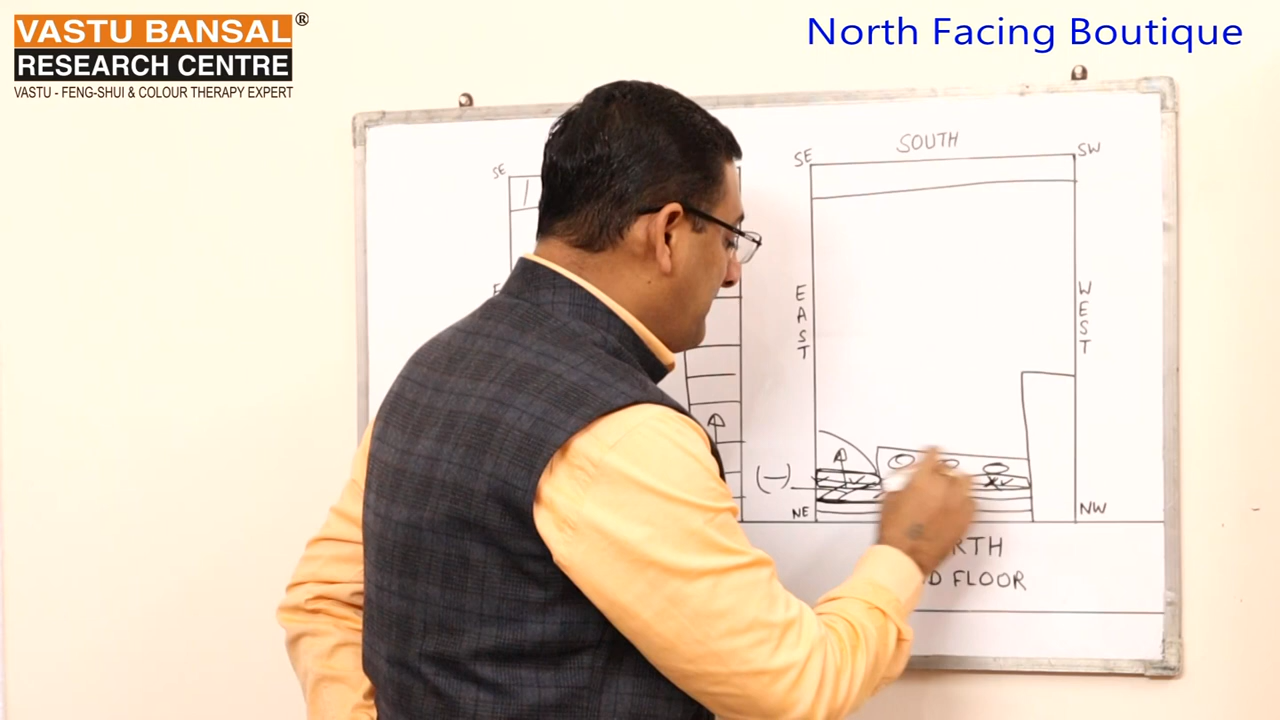 VASTU BANSAL®
RESEARCH CENTRE
VASTU - FENG-SHUI & COLOUR THERAPY EXPERT
North Facing Boutique
SE
SE
SOUTH
SW
EAST
WEST
(-)
NE
NW
FLOOR